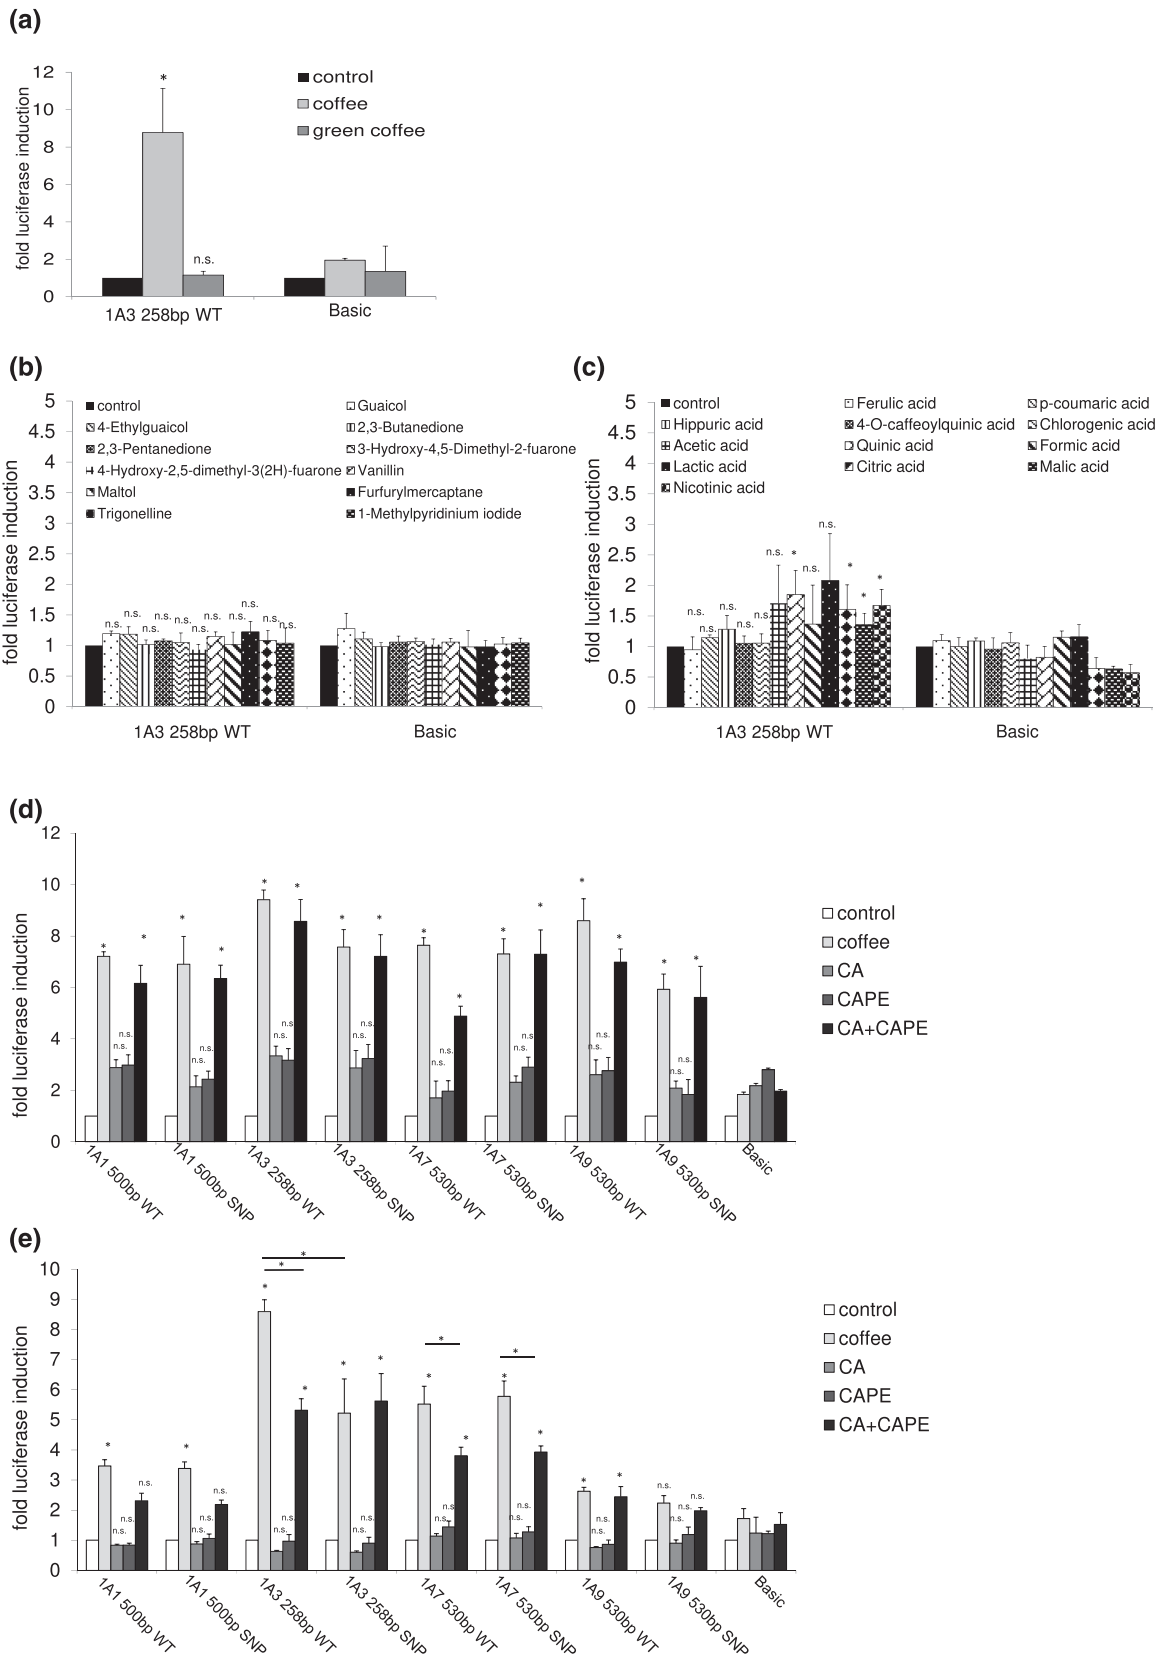 (a)
fold luciferase induction
12
10
8
6
4
2
0
*
n.s.
control
coffee
green coffee
1A3 258bp WT
Basic
(b)
fold luciferase induction
5
4.5
4
3.5
3
2.5
2
1.5
1
0.5
0
control
Guaicol
4-Ethylguaicol
2,3-Butanedione
2,3-Pentanedione
3-Hydroxy-4,5-Dimethyl-2-fuarone
4-Hydroxy-2,5-dimethyl-3(2H)-fuarone
Vanillin
Maltol
Furfurylmercaptane
Trigonelline
1-Methylpyridinium iodide
n.s. n.s. n.s. n.s. n.s. n.s. n.s. n.s. n.s. n.s. n.s.
1A3 258bp WT
Basic
(c)
fold luciferase induction
5
4.5
4
3.5
3
2.5
2
1.5
1
0.5
0
control
Ferulic acid
p-coumaric acid
Hippuric acid
4-O-caffeoylquinic acid
Chlorogenic acid
Acetic acid
Quinic acid
Formic acid
Lactic acid
Citric acid
Malic acid
Nicotinic acid
n.s. n.s. n.s. n.s. * n.s. n.s. * * *
1A3 258bp WT
Basic
(d)
fold luciferase induction
12
10
8
6
4
2
0
* n.s. n.s. *
* n.s. n.s. *
* n.s. n.s. *
* n.s. n.s. *
* n.s. n.s. *
* n.s. n.s. *
* n.s. n.s. *
* n.s. n.s. *
control
coffee
CA
CAPE
CA+CAPE
1A1 500bp WT
1A1 500bp SNP
1A3 258bp WT
1A3 258bp SNP
1A7 530bp WT
1A7 530bp SNP
1A9 530bp WT
1A9 530bp SNP
Basic
(e)
fold luciferase induction
10
9
8
7
6
5
4
3
2
1
0
*
*
*
*
* n.s. n.s. n.s.
* n.s. n.s. n.s.
* n.s. n.s. *
* n.s. n.s. *
* n.s. n.s. *
* n.s. n.s. *
* n.s. n.s. *
n.s. n.s. n.s. n.s.
control
coffee
CA
CAPE
CA+CAPE
1A1 500bp WT
1A1 500bp SNP
1A3 258bp WT
1A3 258bp SNP
1A7 530bp WT
1A7 530bp SNP
1A9 530bp WT
1A9 530bp SNP
Basic